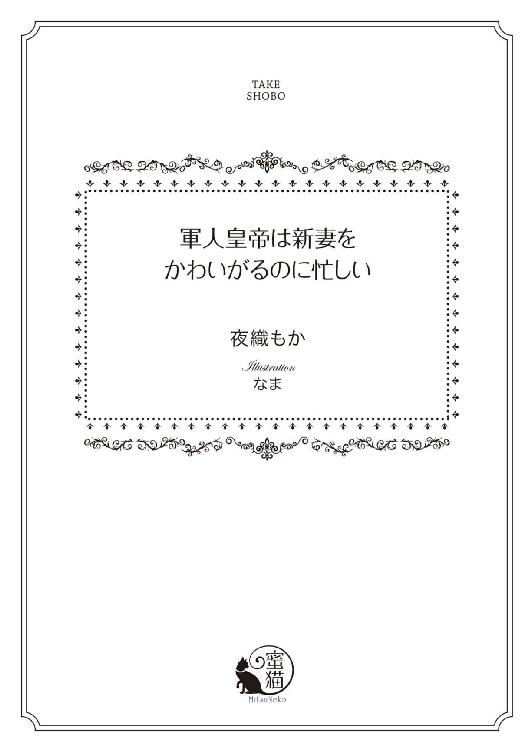 TAKE
SHOBO
軍人皇帝は新妻を
かわいがるのに忙しい
夜織もか
Illustration
なま
蜜猫
MitsuNeko